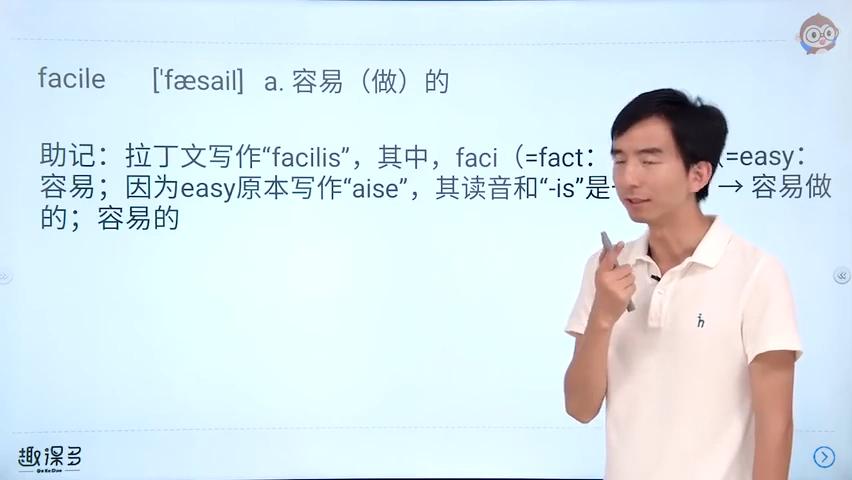 facile ['fæsail] a. 容易（做）的
助记：拉丁文写作“facilis”，其中，faci（=fact： （=easy：
容易；因为easy原本写作“aise”，其读音和“-is”是 → 容易做
的；容易的
h
趣课多
QuKeDuo